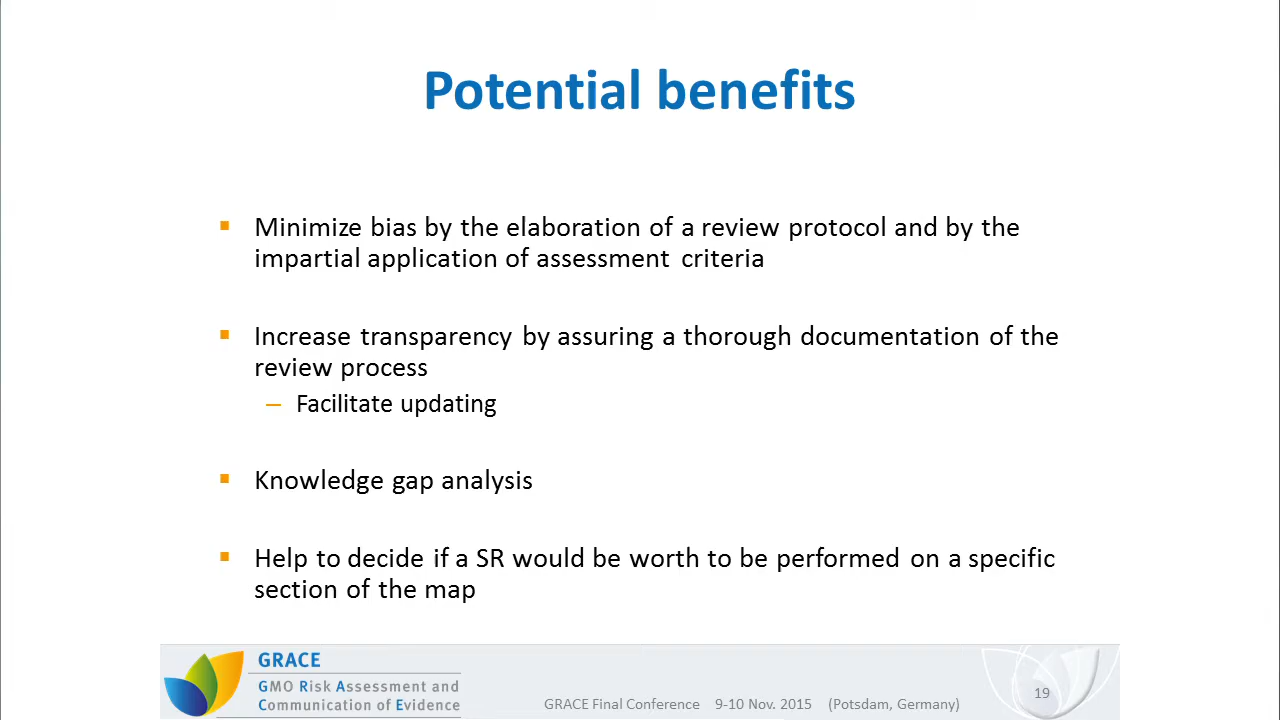 Potential benefits
▪ Minimize bias by the elaboration of a review protocol and by the
impartial application of assessment criteria
▪ Increase transparency by assuring a thorough documentation of the
review process
– Facilitate updating
▪ Knowledge gap analysis
▪ Help to decide if a SR would be worth to be performed on a specific
section of the map
GRACE
GMO Risk Assessment and
Communication of Evidence
GRACE Final Conference 9-10 Nov. 2015 (Potsdam, Germany)
19